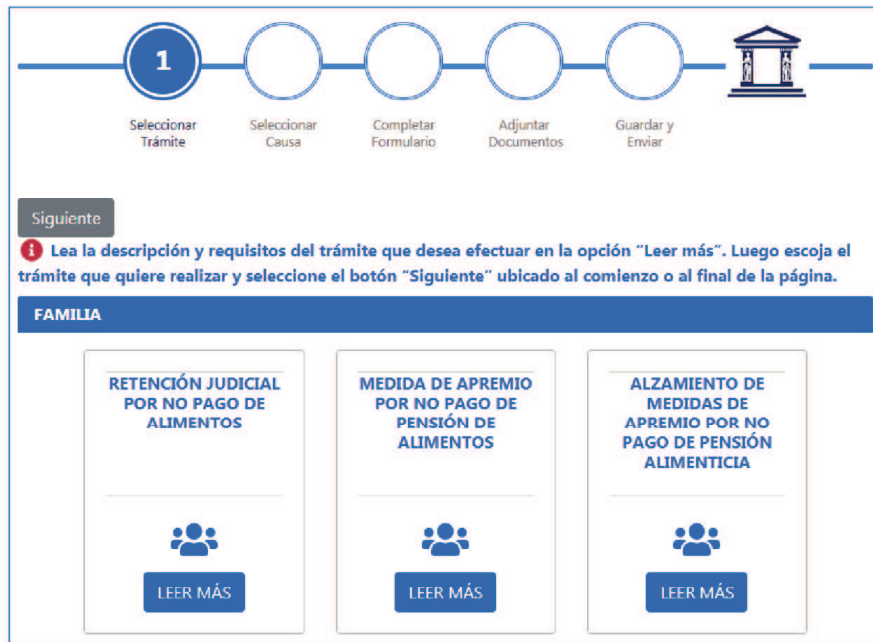 1
Seleccionar
Trámite
Seleccionar
Causa
Completar
Formulario
Adjuntar
Documentos
Guardar y
Enviar
Siguiente
Lea la descripción y requisitos del trámite que desea efectuar en la opción "Leer más". Luego escoja el
trámite que quiere realizar y seleccione el botón "Siguiente" ubicado al comienzo o al final de la página.
FAMILIA
RETENCIÓN JUDICIAL
POR NO PAGO DE
ALIMENTOS
LEER MÁS
MEDIDA DE APREMIO
POR NO PAGO DE
PENSIÓN DE
ALIMENTOS
LEER MÁS
ALZAMIENTO DE
MEDIDAS DE
APREMIO POR NO
PAGO DE PENSIÓN
ALIMENTICIA
LEER MÁS